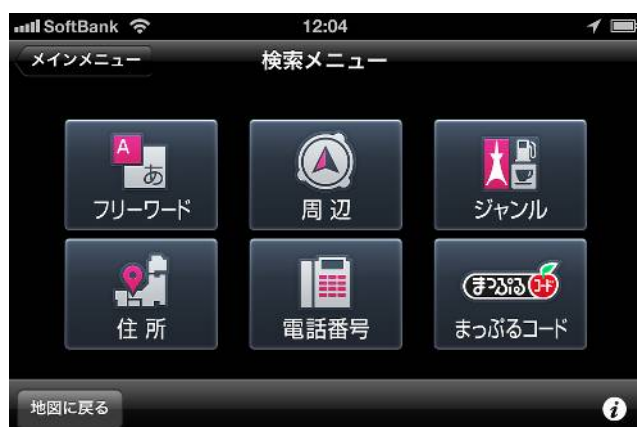 SoftBank 12:04
メインメニュー 検索メニュー
A
あ
フリーワード
周辺
ジャンル
住所
電話番号
まっぷる コード
まっぷるコード
地図に戻る
i